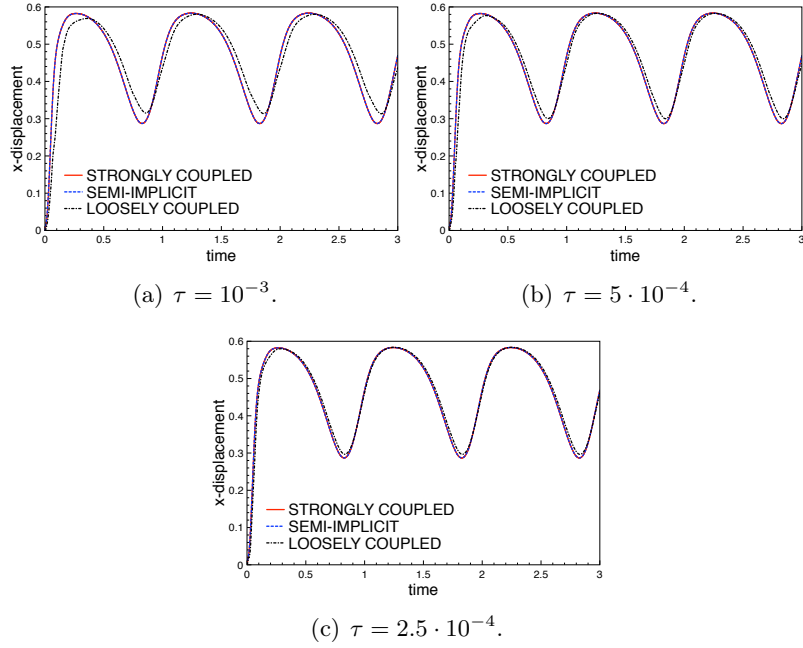 0.6
0.5
0.4
0.3
0.2
0.1
0
x-displacement
STRONGLY COUPLED
SEMI-IMPLICIT
LOOSELY COUPLED
0 0.5 1 1.5 2 2.5 3
time
(a) τ = 10⁻³.
0.6
0.5
0.4
0.3
0.2
0.1
0
x-displacement
STRONGLY COUPLED
SEMI-IMPLICIT
LOOSELY COUPLED
0 0.5 1 1.5 2 2.5 3
time
(b) τ = 5 · 10⁻⁴.
0.6
0.5
0.4
0.3
0.2
0.1
0
x-displacement
STRONGLY COUPLED
SEMI-IMPLICIT
LOOSELY COUPLED
0 0.5 1 1.5 2 2.5 3
time
(c) τ = 2.5 · 10⁻⁴.